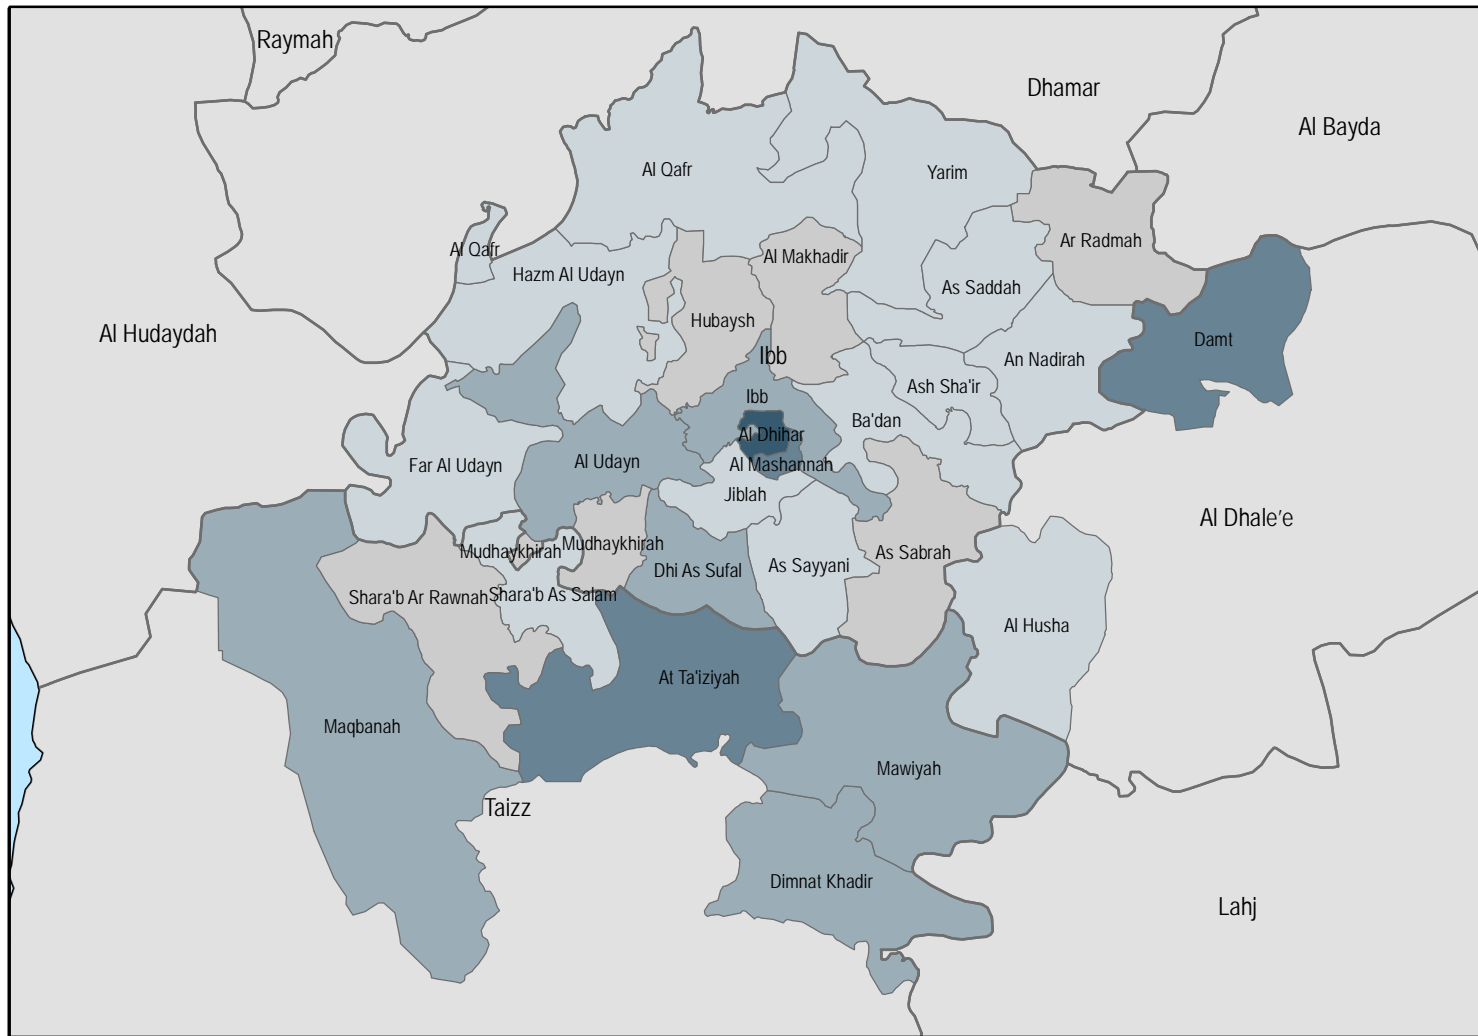 Raymah
Dhamar
Al Bayda
Al Qafr
Yarim
Ar Radmah
Al Qafr
Al Makhadir
Hazm Al Udayn
As Saddah
Al Hudaydah
Hubaysh
Damt
Ibb
An Nadirah
Ash Sha'ir
Ibb
Ba'dan
Al Dhihar
Far Al Udayn
Al Udayn
Al Mashannah
Jiblah
Al Dhale’e
Mudhaykhirah
Mudhaykhirah
As Sabrah
Dhi As Sufal
As Sayyani
Shara'b Ar Rawnah
Shara'b As Salam
Al Husha
At Ta'iziyah
Maqbanah
Mawiyah
Taizz
Dimnat Khadir
Lahj